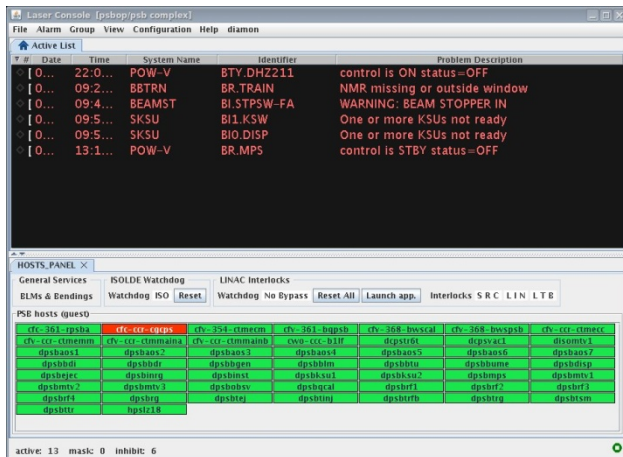 Laser Console [psbop/psb complex]
File Alarm Group View Configuration Help diamon
Active List
# Date Time System Name Identifier Problem Description
[ 0... 22:0... POW-V BTY.DHZ211 control is ON status=OFF
[ 0... 09:2... BBTRN BR.TRAIN NMR missing or outside window
[ 0... 09:4... BEAMST BI.STPSW-FA WARNING: BEAM STOPPER IN
[ 0... 09:5... SKSU BI1.KSW One or more KSUs not ready
[ 0... 09:5... SKSU BI0.DISP One or more KSUs not ready
[ 0... 13:1... POW-V BR.MPS control is STBY status=OFF
HOSTS_PANEL
General Services ISOLDE Watchdog LINAC Interlocks
BLMs & Bendings Watchdog ISO Reset Watchdog No Bypass Reset All Launch app. Interlocks S R C L I N L T B
PSB hosts (guest)
cfc-361-rpsba cfc-ccr-cgcps cfv-354-ctmecm cfv-361-bqpsb cfv-368-bwscal cfv-368-bwspsb cfv-ccr-ctmecc
cfv-ccr-ctmemm cfv-ccr-ctmmaina cfv-ccr-ctmmainb cwo-ccc-b1lf dcpstr6t dcpsvac1 disomtv1
dpsbaos1 dpsbaos2 dpsbaos3 dpsbaos4 dpsbaos5 dpsbaos6 dpsbaos7
dpsbbdi dpsbbdr dpsbbgen dpsbblm dpsbbtu dpsbbume dpsbdisp
dpsbejec dpsbinrg dpsbinst dpsbksu1 dpsbksu2 dpsbmps dpsbmtv1
dpsbmtv2 dpsbmtv3 dpsbobsv dpsbqcal dpsbrf1 dpsbrf2 dpsbrf3
dpsbrf4 dpsbrg dpsbtej dpsbtinj dpsbtrfb dpsbtrg dpsbtsm
dpsbttr hpslz18
active: 13 mask: 0 inhibit: 6